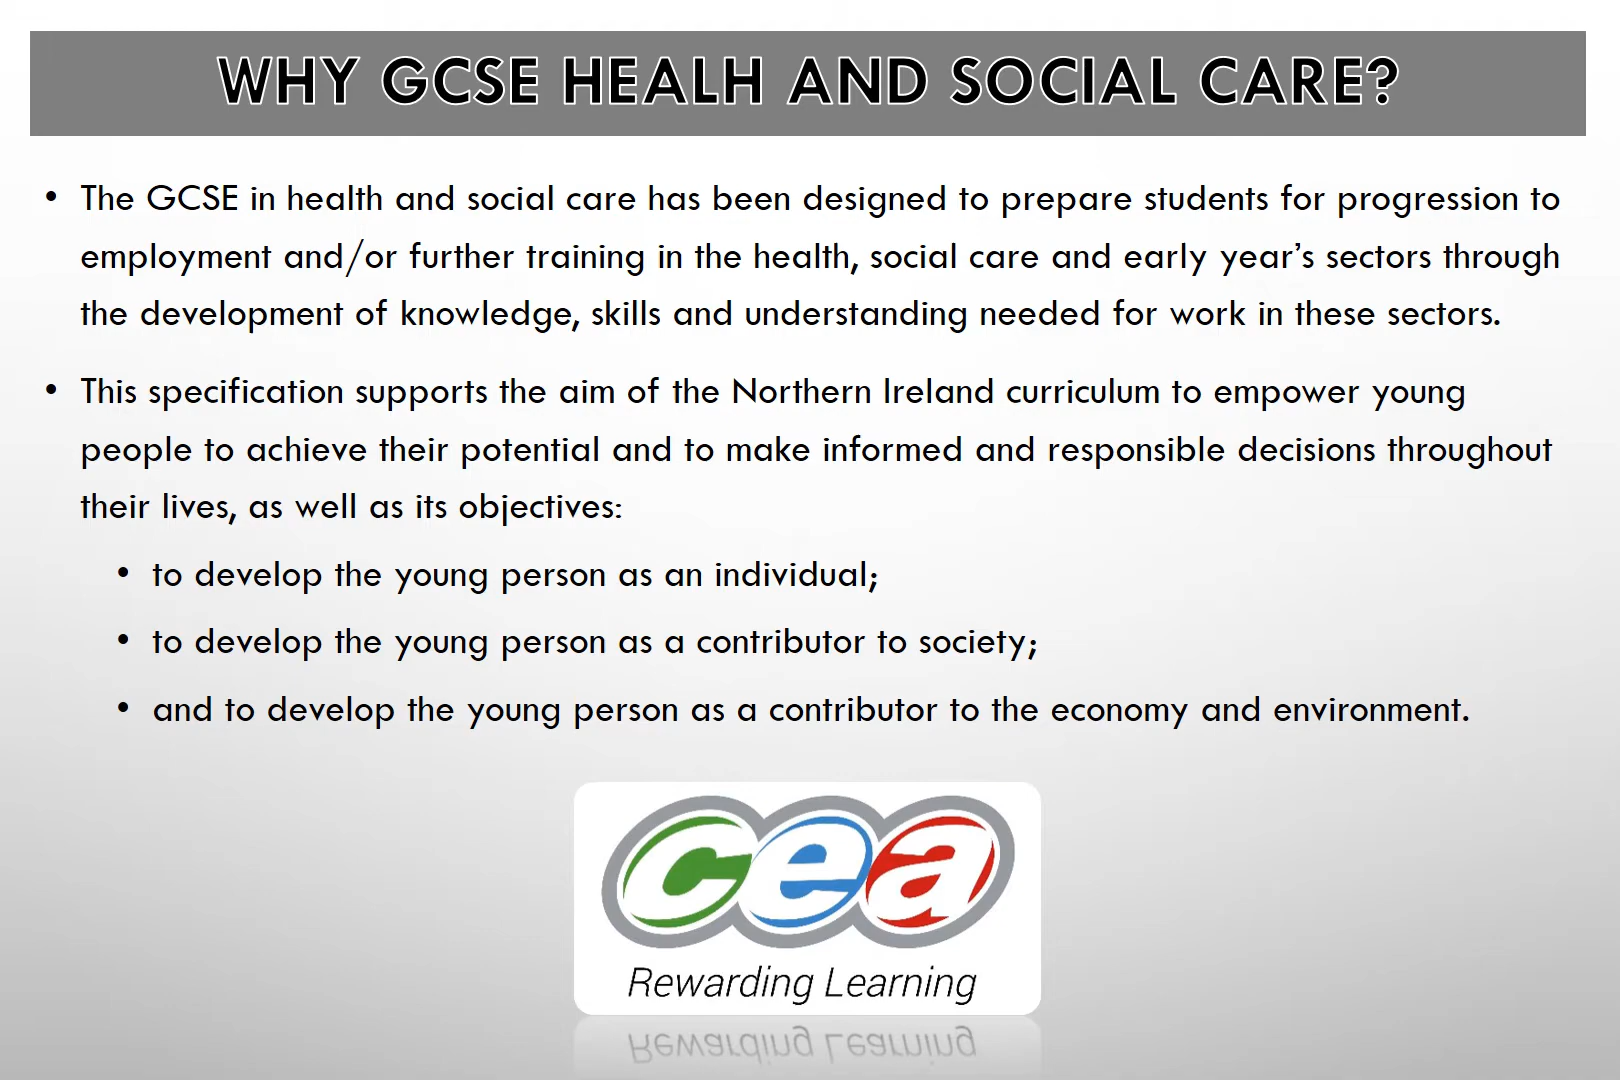 WHY GCSE HEALH AND SOCIAL CARE?
• The GCSE in health and social care has been designed to prepare students for progression to
employment and/or further training in the health, social care and early year’s sectors through
the development of knowledge, skills and understanding needed for work in these sectors.
• This specification supports the aim of the Northern Ireland curriculum to empower young
people to achieve their potential and to make informed and responsible decisions throughout
their lives, as well as its objectives:
• to develop the young person as an individual;
• to develop the young person as a contributor to society;
• and to develop the young person as a contributor to the economy and environment.
cea
Rewarding Learning